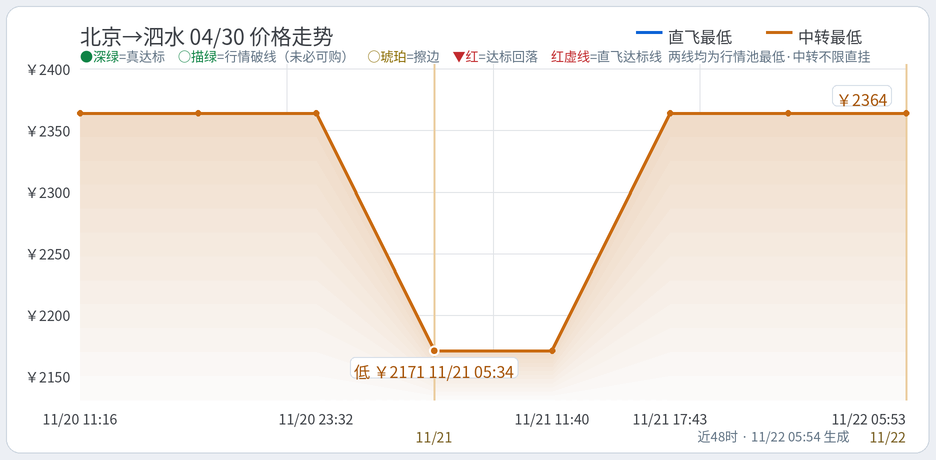 北京→泗水 04/30 价格走势
直飞最低 中转最低
●深绿=真达标 ○描绿=行情破线（未必可购） ○琥珀=擦边 ▼红=达标回落 红虚线=直飞达标线 两线均为行情池最低·中转不限直挂
￥2400
￥2364
￥2350
￥2300
￥2250
￥2200
￥2150
低 ￥2171 11/21 05:34
11/20 11:16 11/20 23:32 11/21 11:40 11/21 17:43 11/22 05:53
11/21 近48时 · 11/22 05:54 生成 11/22